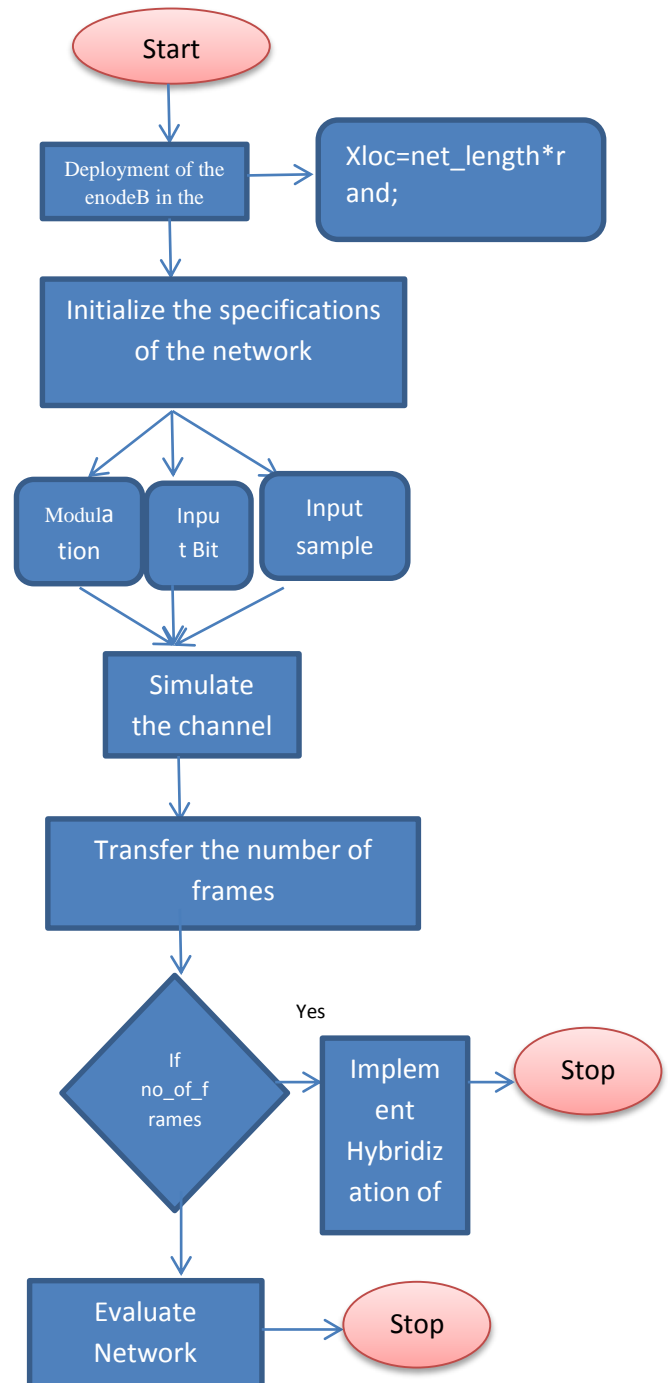 Start
Deployment of the
enodeB in the
Xloc=net_length*r
and;
Initialize the specifications
of the network
Modula
tion
Inpu
t Bit
Input
sample
Simulate
the channel
Transfer the number of
frames
If
no_of_f
rames
Yes
Implem
ent
Hybridiz
ation of
Stop
Evaluate
Network
Stop